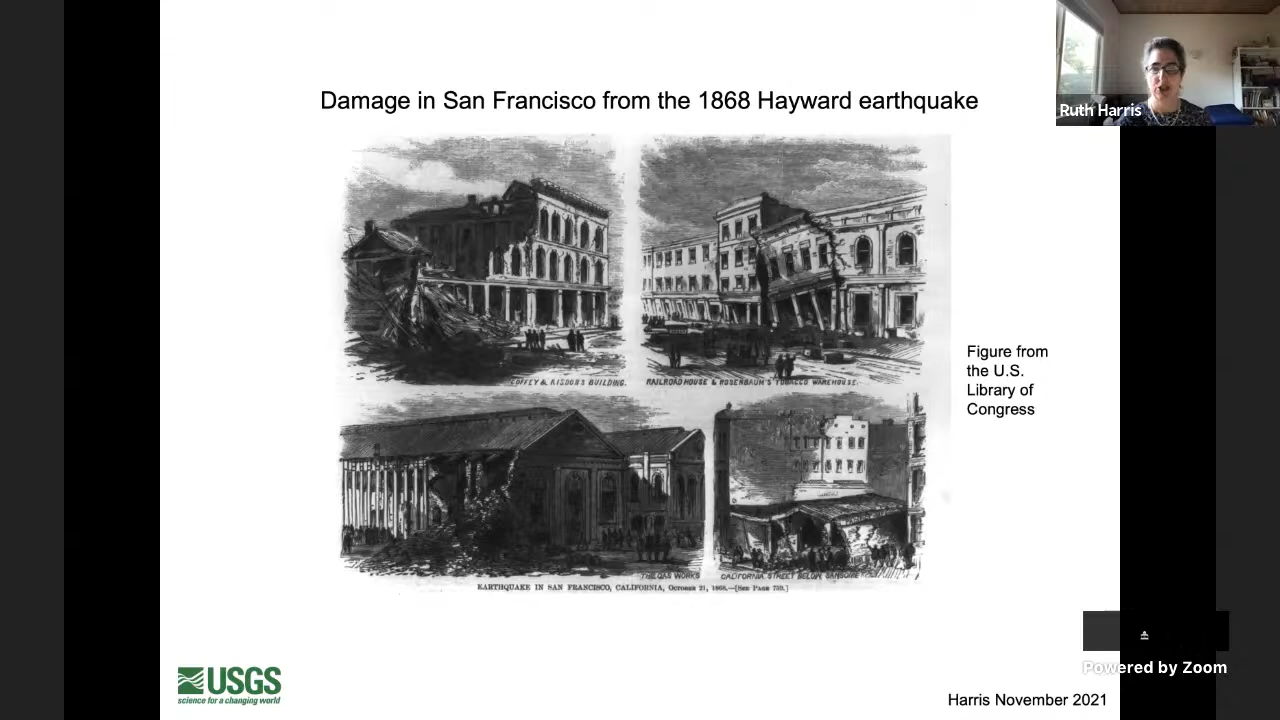 Damage in San Francisco from the 1868 Hayward earthquake
Ruth Harris
COFFEY & RISDON'S BUILDING.
RAILROAD HOUSE & ROSENBAUM'S TOBACCO WAREHOUSE.
Figure from
the U.S.
Library of
Congress
THE GAS WORKS
CALIFORNIA STREET BELOW SANSOME
EARTHQUAKE IN SAN FRANCISCO, CALIFORNIA, October 21, 1868.—[See Page 759.]
USGS
science for a changing world
Powered by Zoom
Harris November 2021